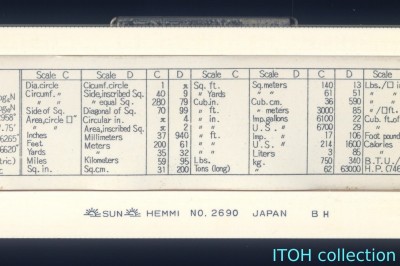 Scale C Scale D C D Scale C Scale D C D
Dia.circle Cicumf.circle 1 π Sq. ft. Sq.meters 140 13 Lbs./
Circumf. 〃 Side,inscribed Sq. 40 9 〃 Yards 〃 〃 61 51
〃 〃 〃 equal Sq. 280 79 Cub.in. Cub. cm. 36 590
Side of Sq. Diagonal of Sq. 70 99 〃 ft. 〃 meters 3000 85
Area,circle Circular in. 4 π 〃 〃 Imp.gallons 6100 22 Cub. ft.of
〃 〃 Area,inscribed Sq. π 2 〃 〃 U.S. 〃 6700 29
Inches Millimeters 37 940 〃 ft. Imp. 17 106 Foot pound
Feet Meters 200 61 〃 〃 U.S. 〃 214 1600 Calories
Yards 〃 35 32 〃 〃 Liters 3 85 〃
Miles Kilometers 59 95 Lbs. kg. 750 340 B.T.U.
Sq. in. Sq.cm. 31 200 Tons (long) 〃 62 63000 H.P.
SUN HEMMI NO. 2690 JAPAN B H
ITOH collection